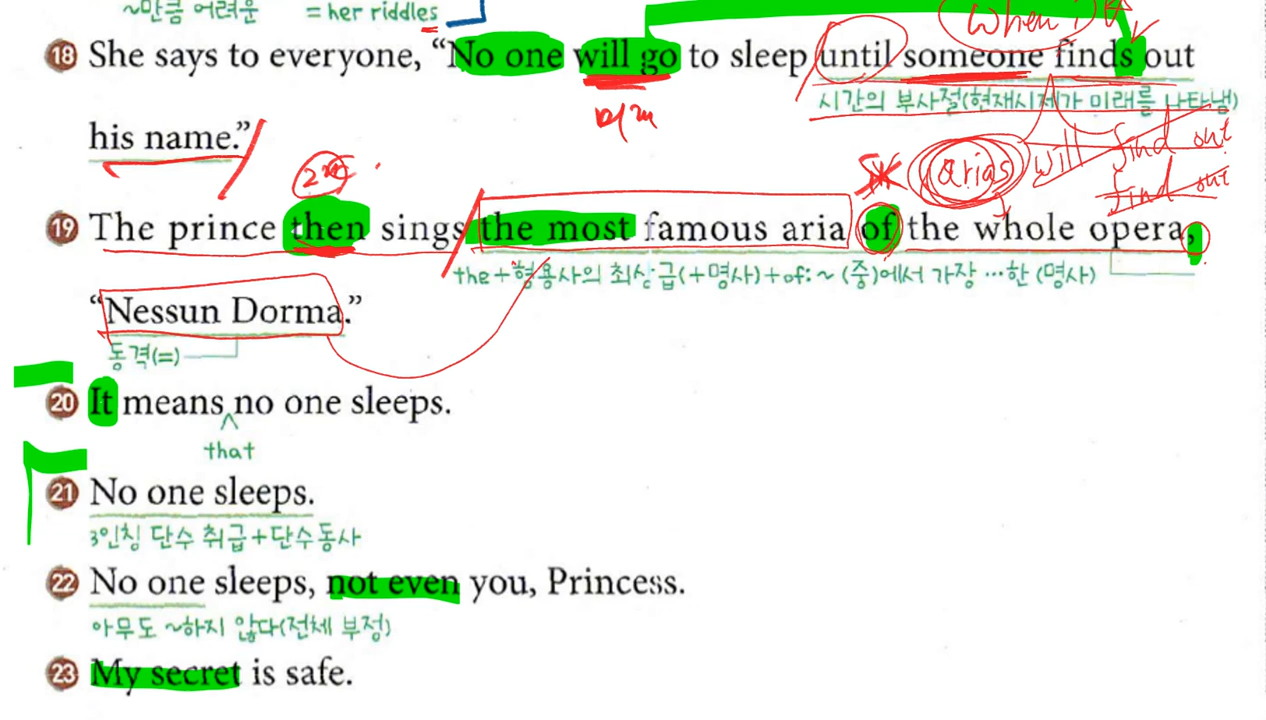 ~만큼 어려운 = her riddles
when
18 She says to everyone, “No one will go to sleep until someone finds out
시간의 부사절(현재시제가 미래를 나타냄)
his name.”
arias will find out
find out
19 The prince then sings the most famous aria of the whole opera,
the+형용사의 최상급(+명사)+of: ~ (중)에서 가장 …한 (명사)
“Nessun Dorma.”
동격(=)
20 It means no one sleeps.
that
21 No one sleeps.
3인칭 단수 취급+단수동사
22 No one sleeps, not even you, Princess.
아무도 ~하지 않다(전체 부정)
23 My secret is safe.